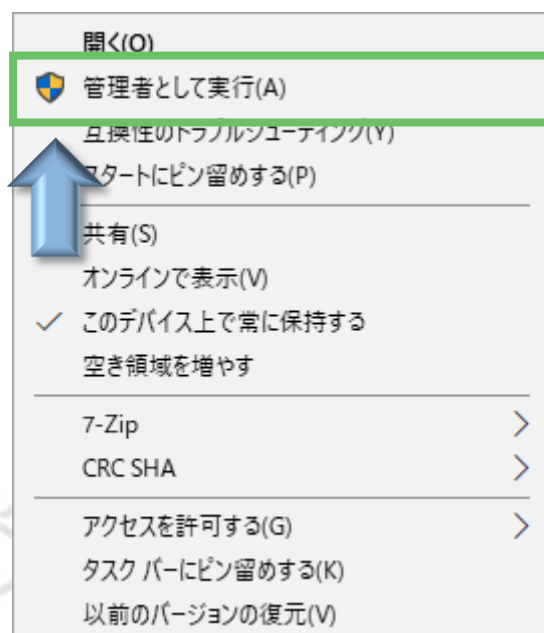 開く(O)
管理者として実行(A)
互換性のトラブルシューティング(Y)
スタートにピン留めする(P)
共有(S)
オンラインで表示(V)
このデバイス上で常に保持する
空き領域を増やす
7-Zip
CRC SHA
アクセスを許可する(G)
タスク バーにピン留めする(K)
以前のバージョンの復元(V)